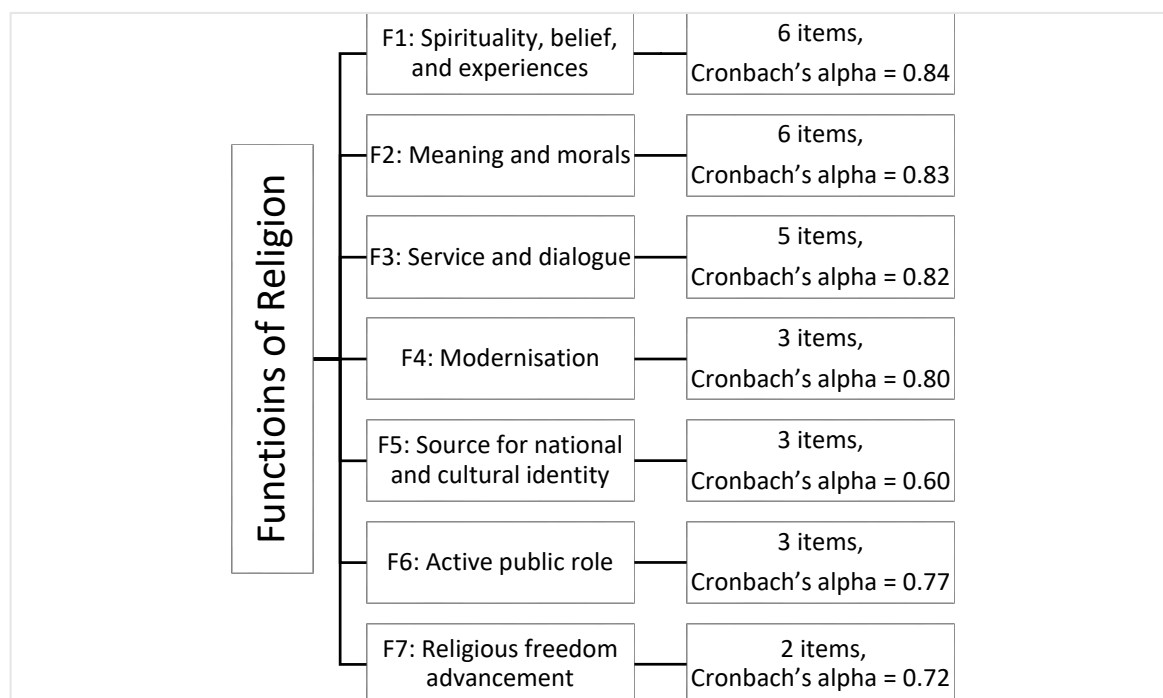 Functioins of Religion
F1: Spirituality, belief,
and experiences
6 items,
Cronbach’s alpha = 0.84
F2: Meaning and morals
6 items,
Cronbach’s alpha = 0.83
F3: Service and dialogue
5 items,
Cronbach’s alpha = 0.82
F4: Modernisation
3 items,
Cronbach’s alpha = 0.80
F5: Source for national
and cultural identity
3 items,
Cronbach’s alpha = 0.60
F6: Active public role
3 items,
Cronbach’s alpha = 0.77
F7: Religious freedom
advancement
2 items,
Cronbach’s alpha = 0.72